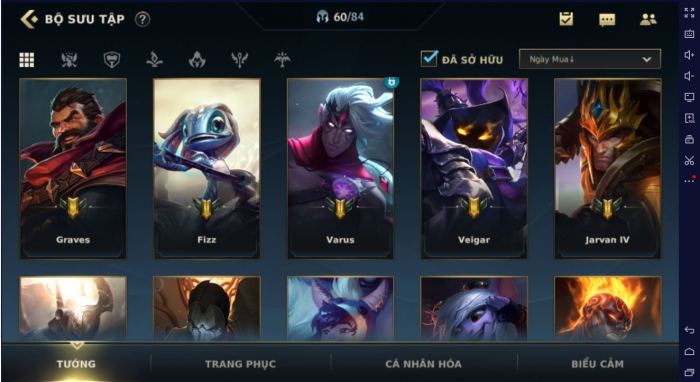 BỘ SƯU TẬP ?
60/84
ĐÃ SỞ HỮU
Ngày Mua↓
Graves
Fizz
Varus
Veigar
Jarvan IV
TƯỚNG
TRANG PHỤC
CÁ NHÂN HÓA
BIỂU CẢM